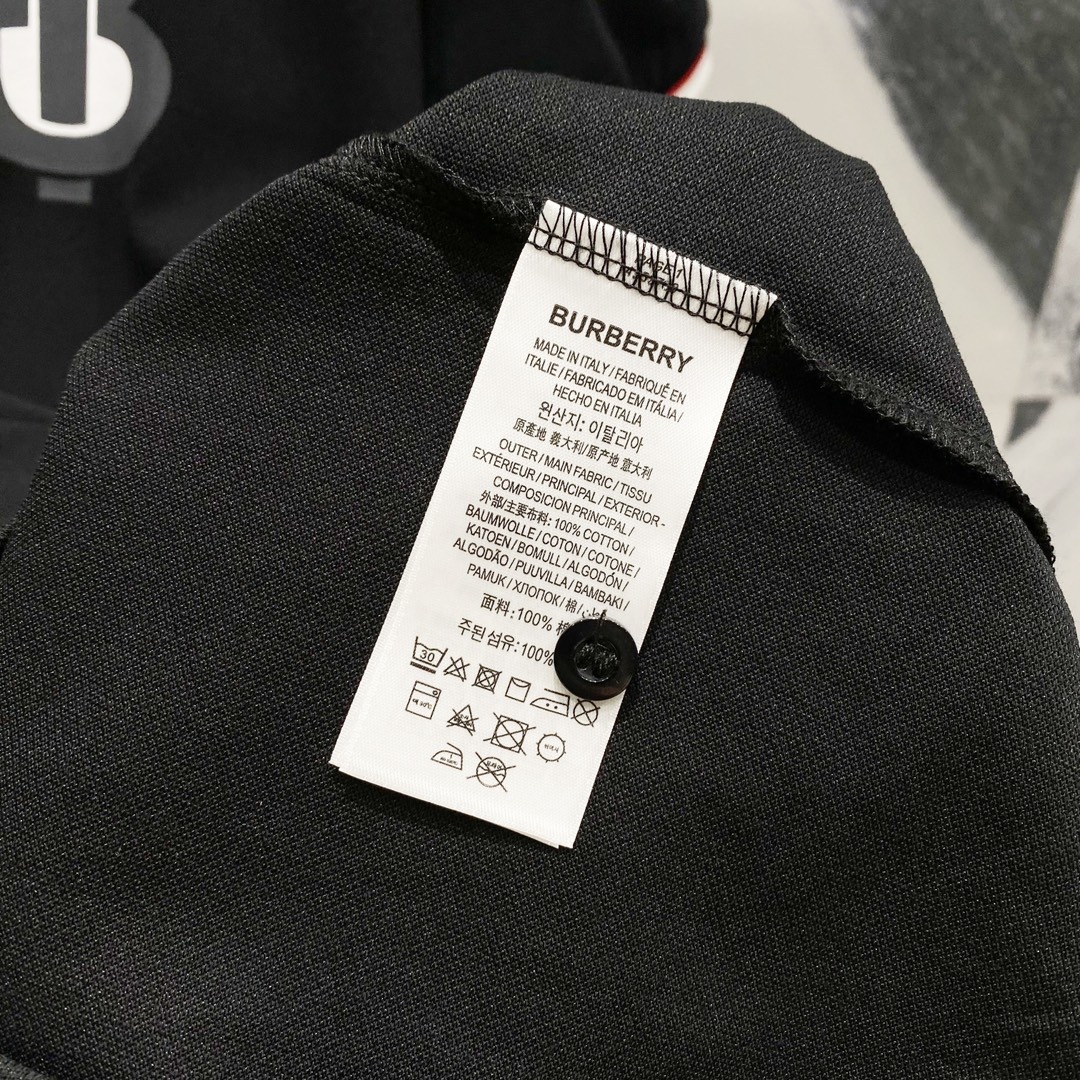 BURBERRY
MADE IN ITALY / FABRIQUÉ EN
ITALIE / FABRICADO EM ITÁLIA /
HECHO EN ITALIA
원산지: 이탈리아
原產地 義大利/原产地 意大利
OUTER / MAIN FABRIC / TISSU
EXTÉRIEUR / PRINCIPAL / EXTERIOR -
COMPOSICION PRINCIPAL /
外部/主要布料: 100% COTTON /
BAUMWOLLE / COTON / COTONE /
KATOEN / BOMULL / ALGODÓN /
ALGODÃO / PUUVILLA / BAMBAKI /
PAMUK / ХЛОПОК / 棉 /
面料: 100%
주된 섬유: 100%
30